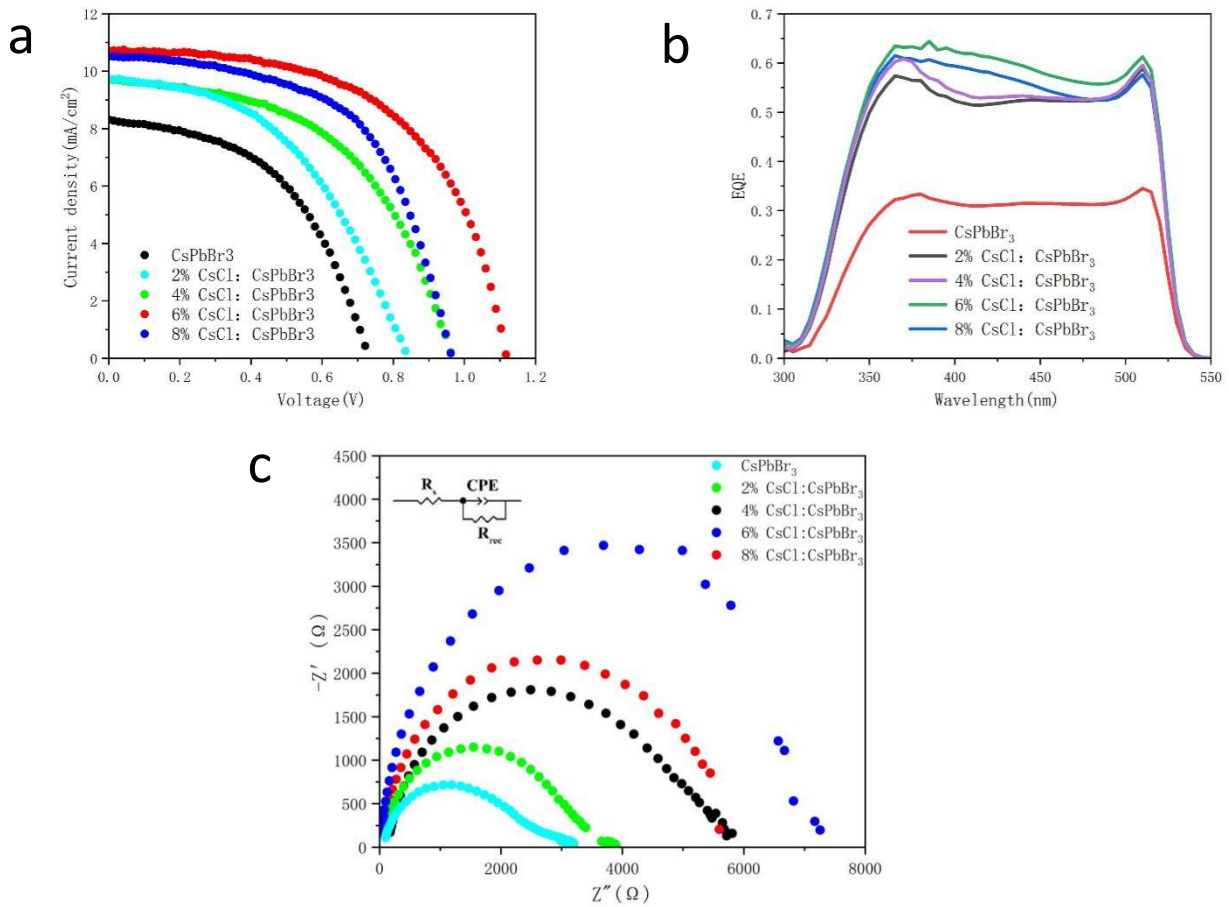 a
12
10
8
6
4
2
0
Current density(mA/cm²)
CsPbBr3
2% CsCl: CsPbBr3
4% CsCl: CsPbBr3
6% CsCl: CsPbBr3
8% CsCl: CsPbBr3
0.0 0.2 0.4 0.6 0.8 1.0 1.2
Voltage(V)
b
0.7
0.6
0.5
0.4
0.3
0.2
0.1
0.0
EQE
CsPbBr₃
2% CsCl: CsPbBr₃
4% CsCl: CsPbBr₃
6% CsCl: CsPbBr₃
8% CsCl: CsPbBr₃
300 350 400 450 500 550
Wavelength(nm)
c
4500
4000
3500
3000
2500
2000
1500
1000
500
0
-Z′ (Ω)
Rs CPE
Rrec
CsPbBr₃
2% CsCl:CsPbBr₃
4% CsCl:CsPbBr₃
6% CsCl:CsPbBr₃
8% CsCl:CsPbBr₃
0 2000 4000 6000 8000
Z″(Ω)